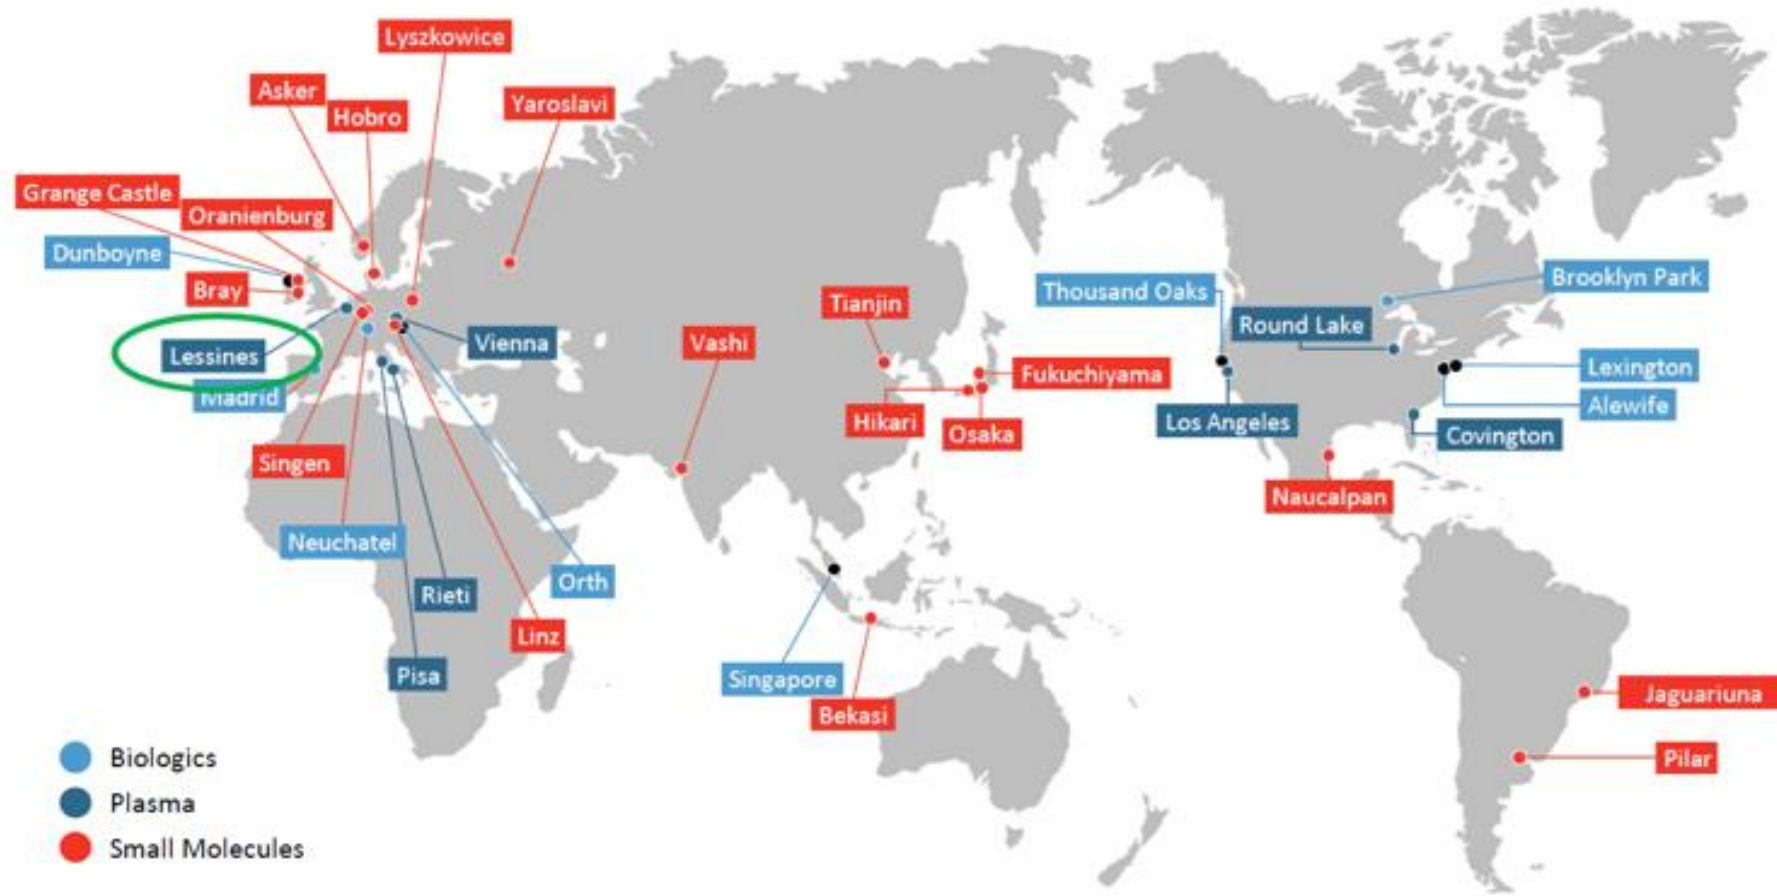 Lyszkowice
Asker
Hobro
Yaroslavi
Grange Castle
Oranienburg
Dunboyne
Bray
Lessines
Madrid
Vienna
Singen
Neuchatel
Orth
Rieti
Linz
Pisa
Vashi
Tianjin
Fukuchiyama
Hikari
Osaka
Singapore
Bekasi
Thousand Oaks
Round Lake
Brooklyn Park
Los Angeles
Lexington
Alewife
Covington
Naucalpan
Jaguariuna
Pilar
Biologics
Plasma
Small Molecules